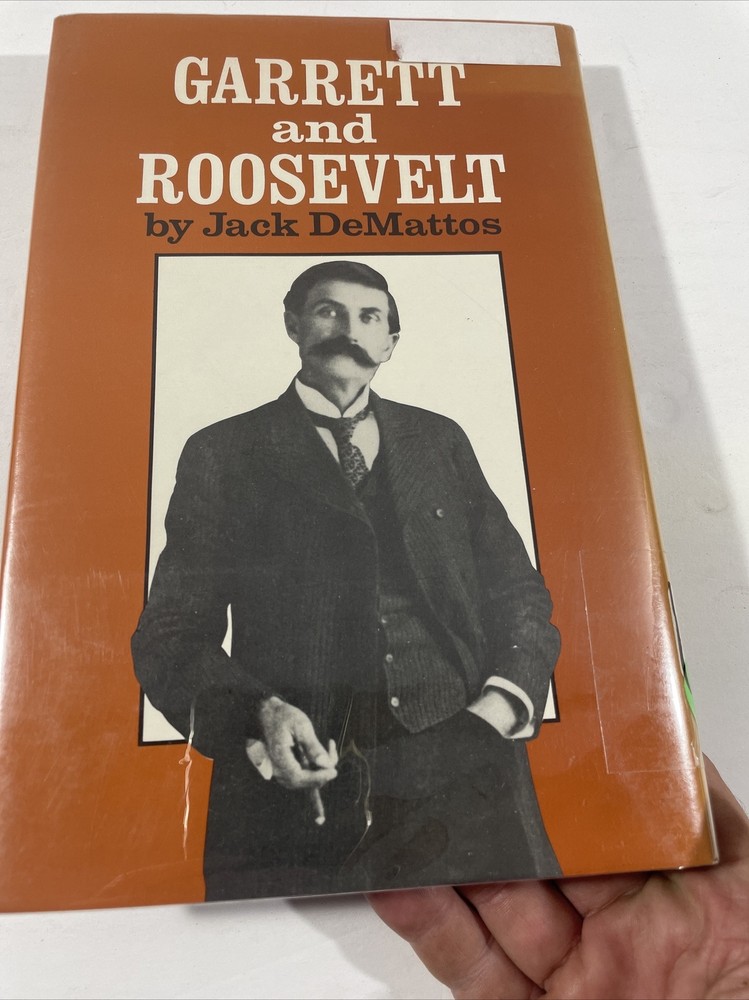 GARRETT
and
ROOSEVELT
by Jack DeMattos